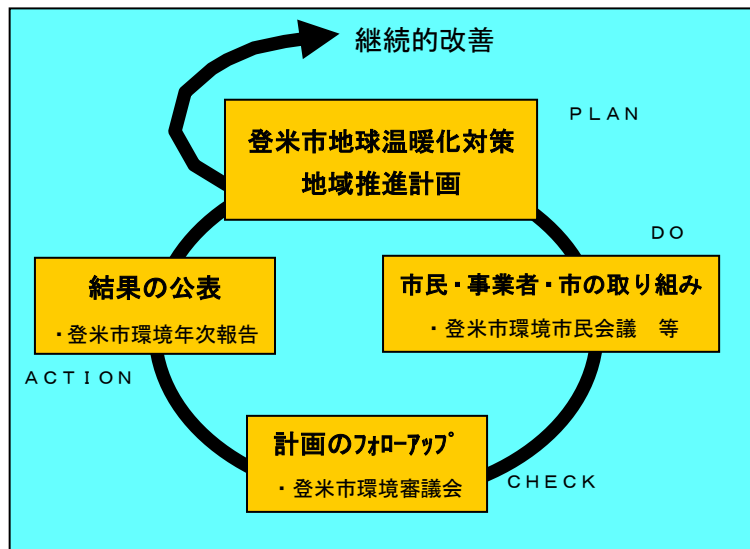 継続的改善
PLAN
登米市地球温暖化対策
地域推進計画
DO
市民・事業者・市の取り組み
・登米市環境市民会議　等
結果の公表
・登米市環境年次報告
ACTION
計画のﾌｫﾛｰｱｯﾌﾟ
・登米市環境審議会
CHECK